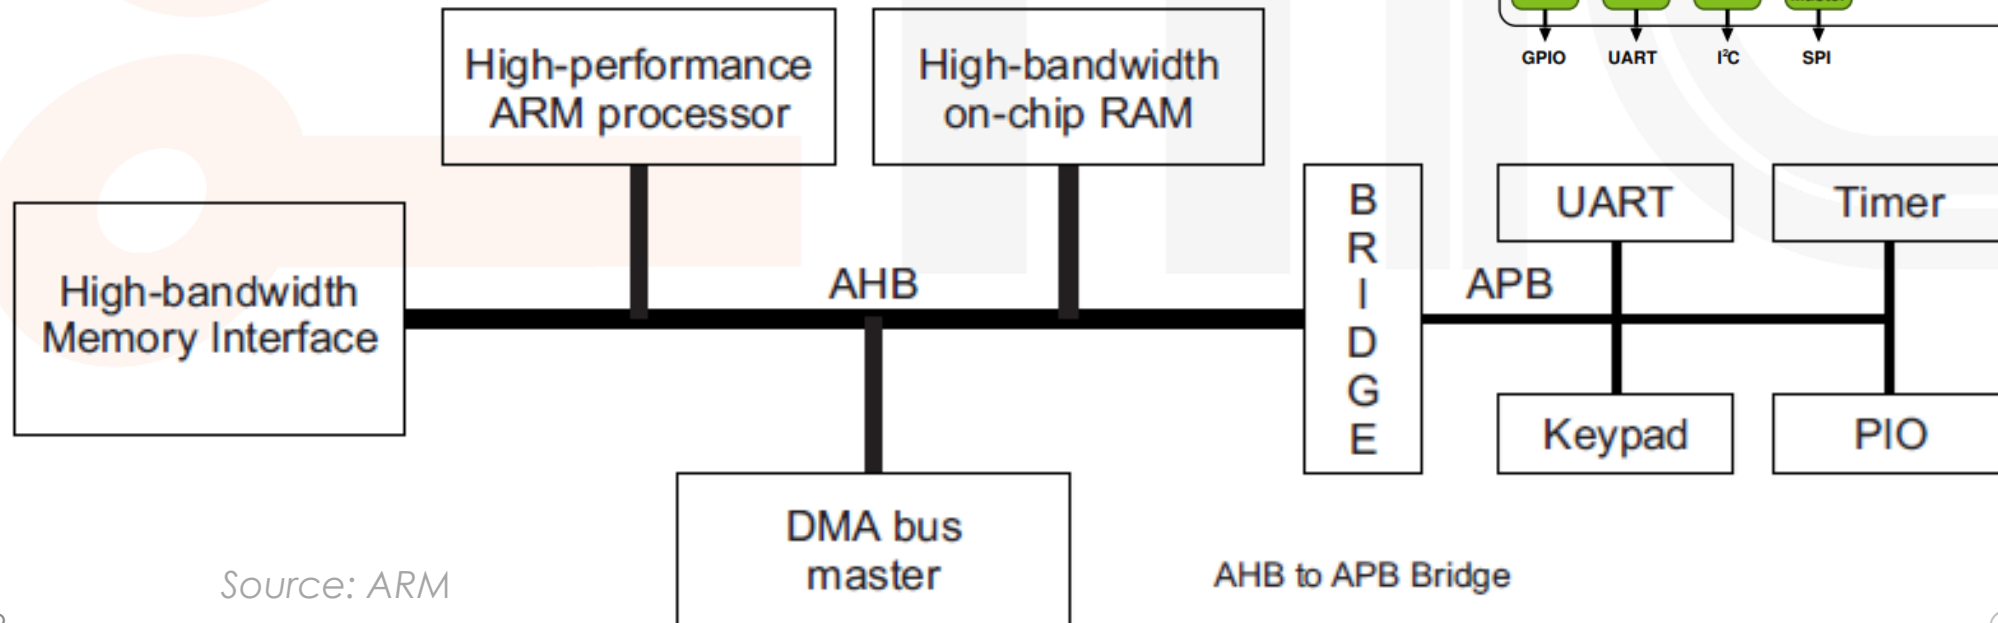 GPIO
UART
I²C
SPI
High-performance
ARM processor
High-bandwidth
on-chip RAM
High-bandwidth
Memory Interface
AHB
B
R
I
D
G
E
APB
UART
Timer
Keypad
PIO
DMA bus
master
AHB to APB Bridge
Source: ARM